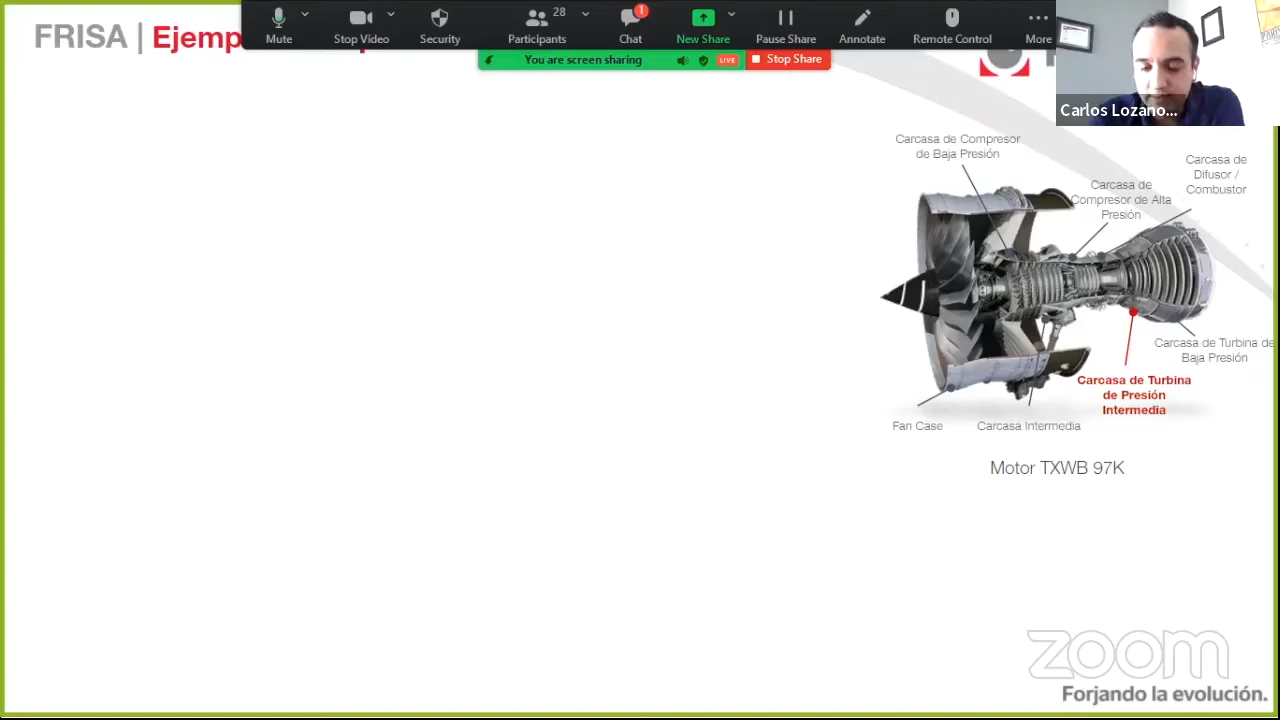 FRISA | Ejemp
Mute
Stop Video
Security
Participants
28
Chat
1
New Share
Pause Share
Annotate
Remote Control
More
You are screen sharing
LIVE
Stop Share
Carlos Lozano...
Carcasa de Compresor
de Baja Presión
Carcasa de
Compresor de Alta
Presión
Carcasa de
Difusor /
Combustor
Carcasa de Turbina de
Baja Presión
Carcasa de Turbina
de Presión
Intermedia
Fan Case
Carcasa Intermedia
Motor TXWB 97K
zoom
Forjando la evolución.